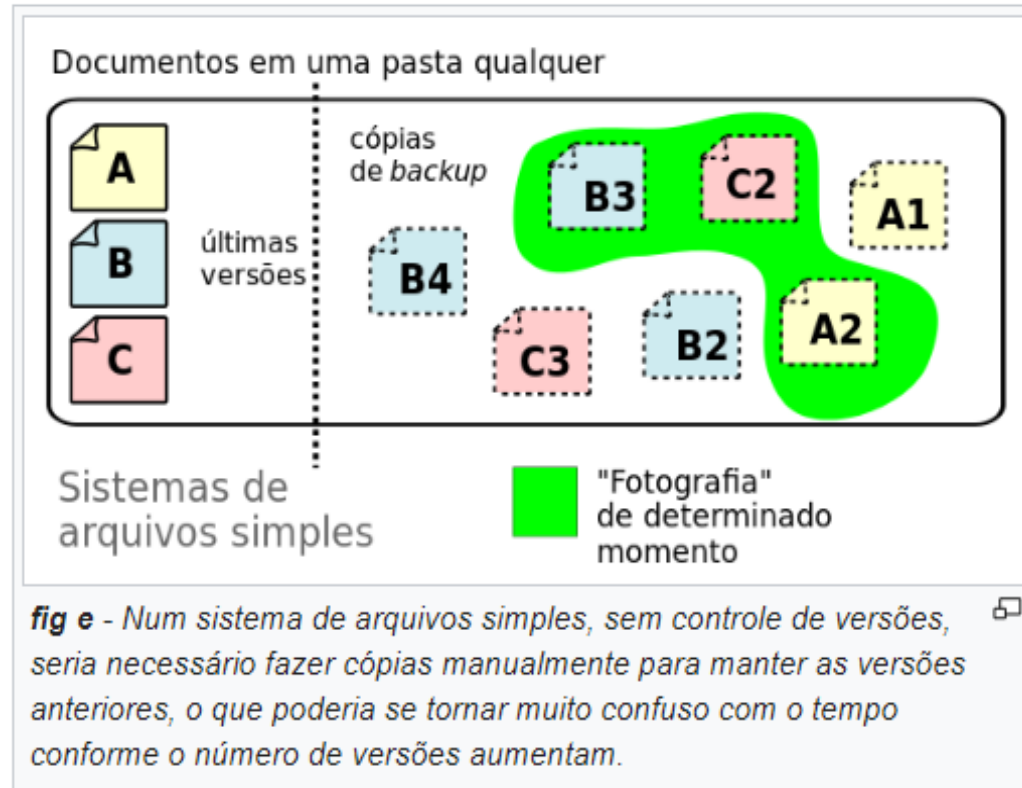 Documentos em uma pasta qualquer
A
B
C
últimas
versões
cópias
de backup
B4
B3
C2
A1
C3
B2
A2
Sistemas de
arquivos simples
"Fotografia"
de determinado
momento
fig e - Num sistema de arquivos simples, sem controle de versões,
seria necessário fazer cópias manualmente para manter as versões
anteriores, o que poderia se tornar muito confuso com o tempo
conforme o número de versões aumentam.